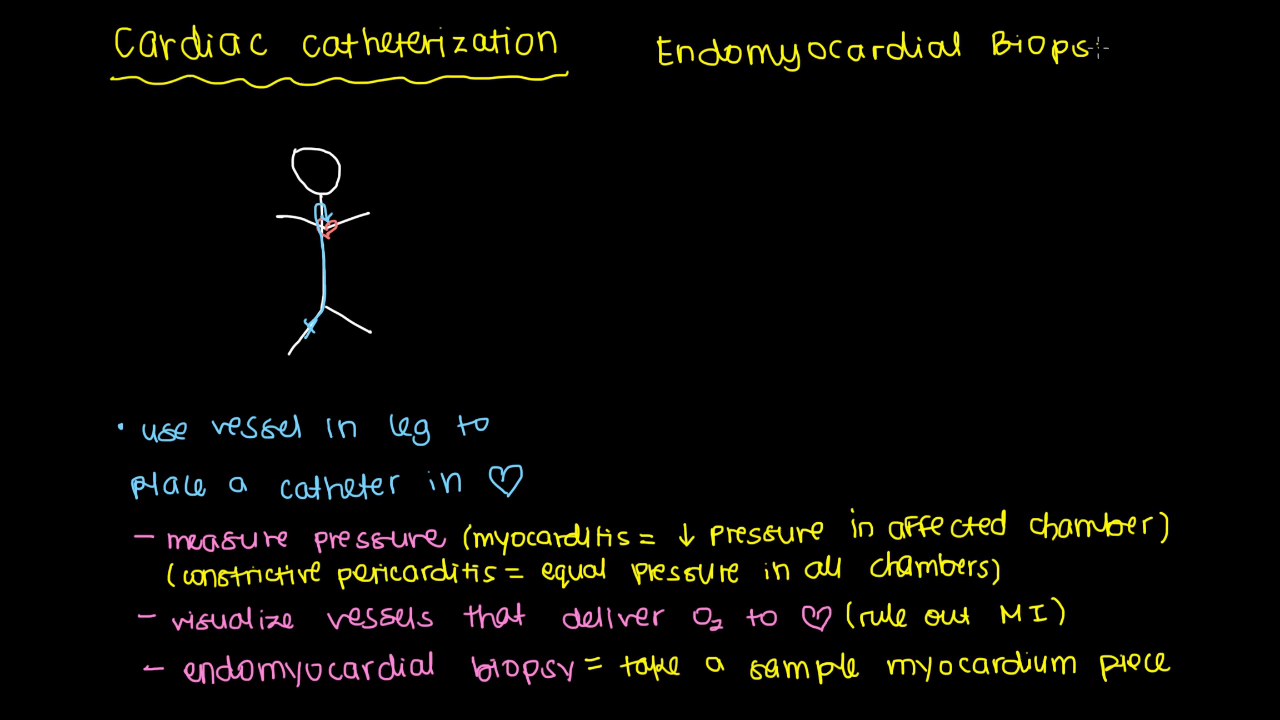 Cardiac catheterization
Endomyocardial Biops
• use vessel in leg to
place a catheter in ♡
- measure pressure (myocarditis = ↓ pressure in affected chamber)
(constrictive pericarditis = equal pressure in all chambers)
- visualize vessels that deliver O₂ to ♡ (rule out MI)
- endomyocardial biopsy = take a sample myocardium piece